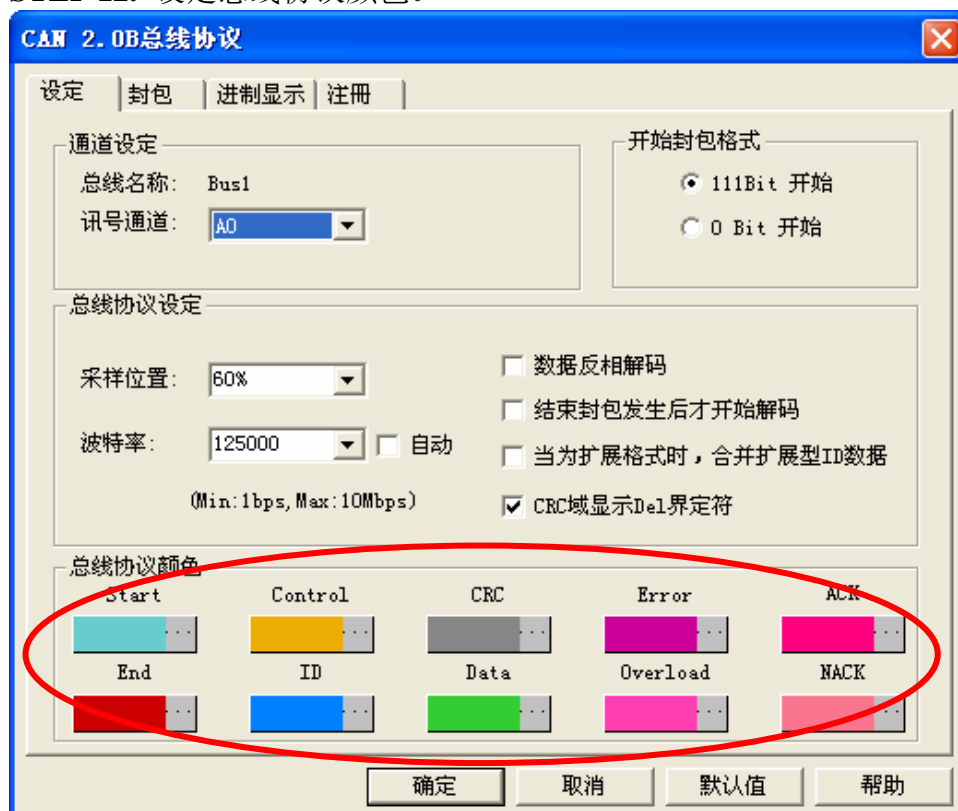 CAN 2.0B总线协议
设定 封包 进制显示 注册
通道设定
总线名称: Bus1
讯号通道: A0
开始封包格式
111Bit 开始
0 Bit 开始
总线协议设定
采样位置: 60%
波特率: 125000 自动
(Min:1bps,Max:10Mbps)
数据反相解码
结束封包发生后才开始解码
当为扩展格式时，合并扩展型ID数据
CRC域显示Del界定符
总线协议颜色
Start Control CRC Error ACK
... ... ... ... ...
End ID Data Overload NACK
... ... ... ... ...
确定 取消 默认值 帮助